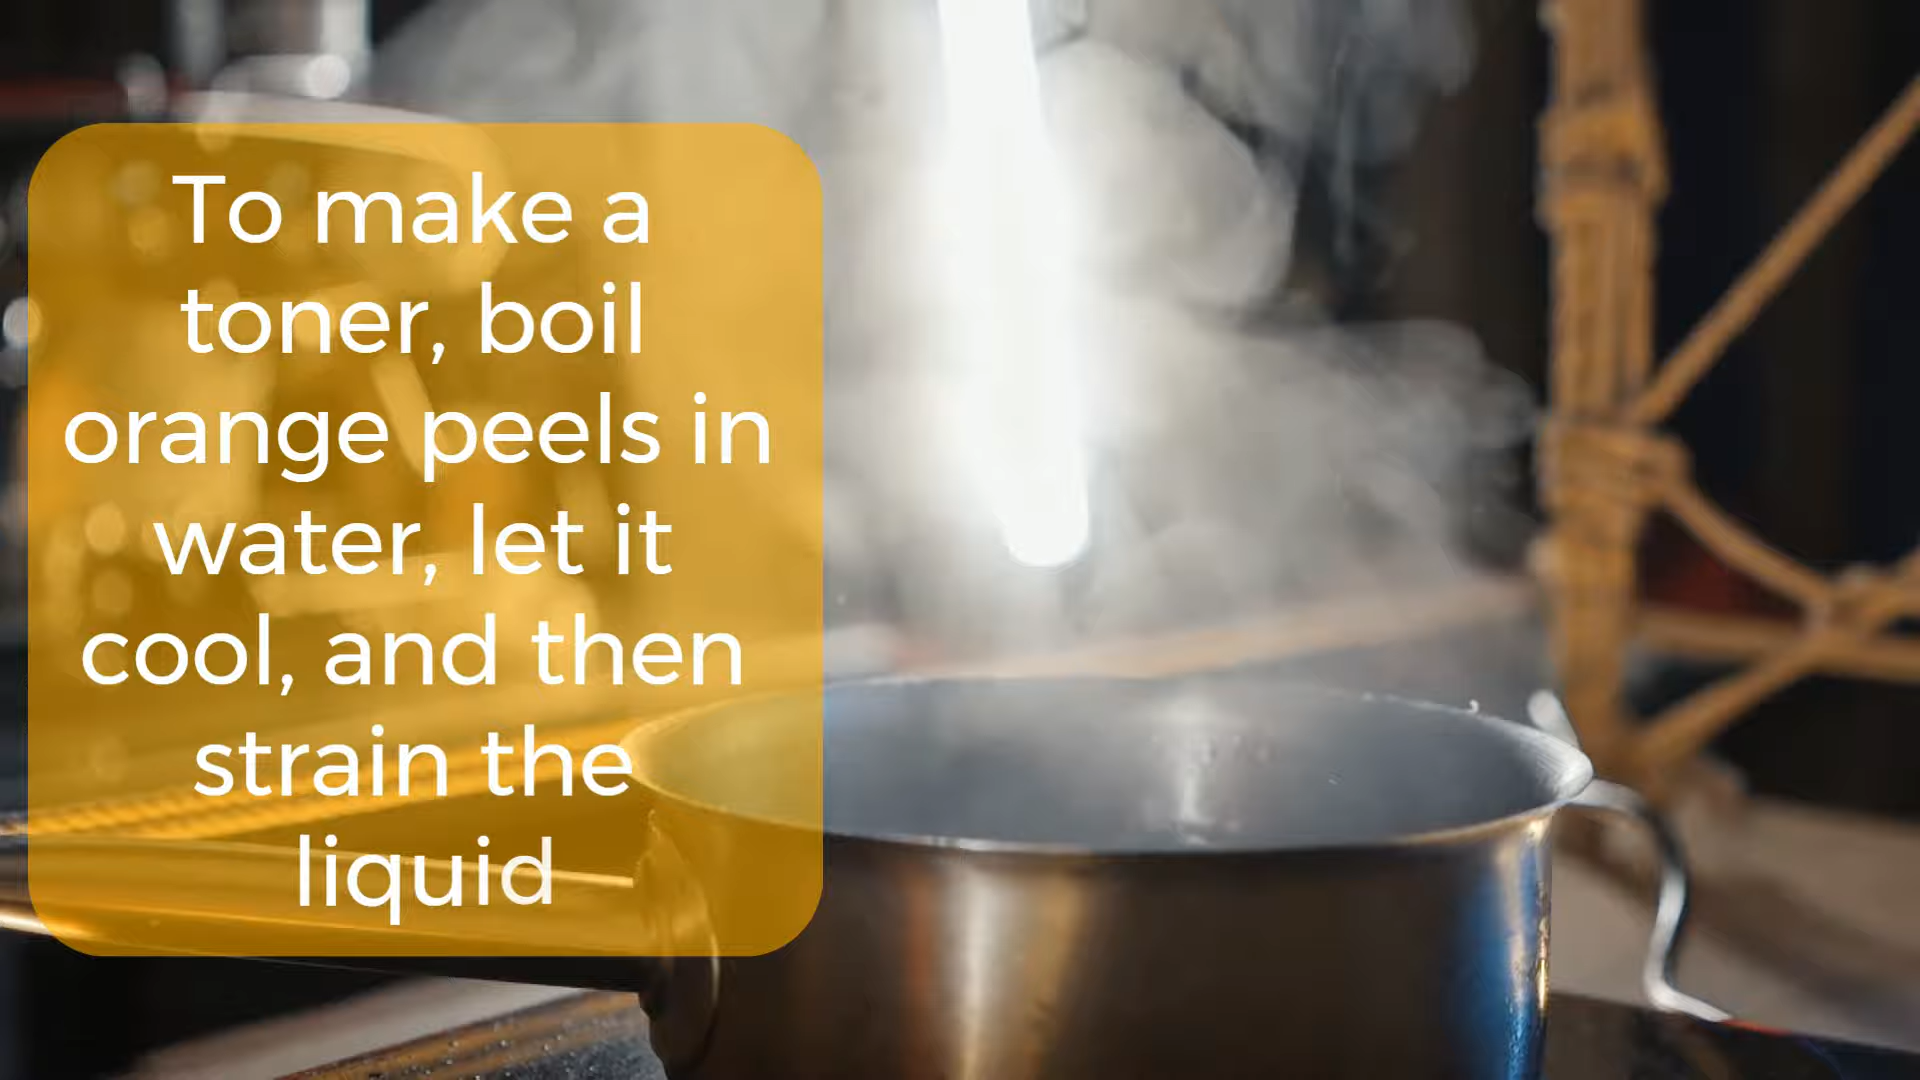 To make a
toner, boil
orange peels in
water, let it
cool, and then
strain the
liquid